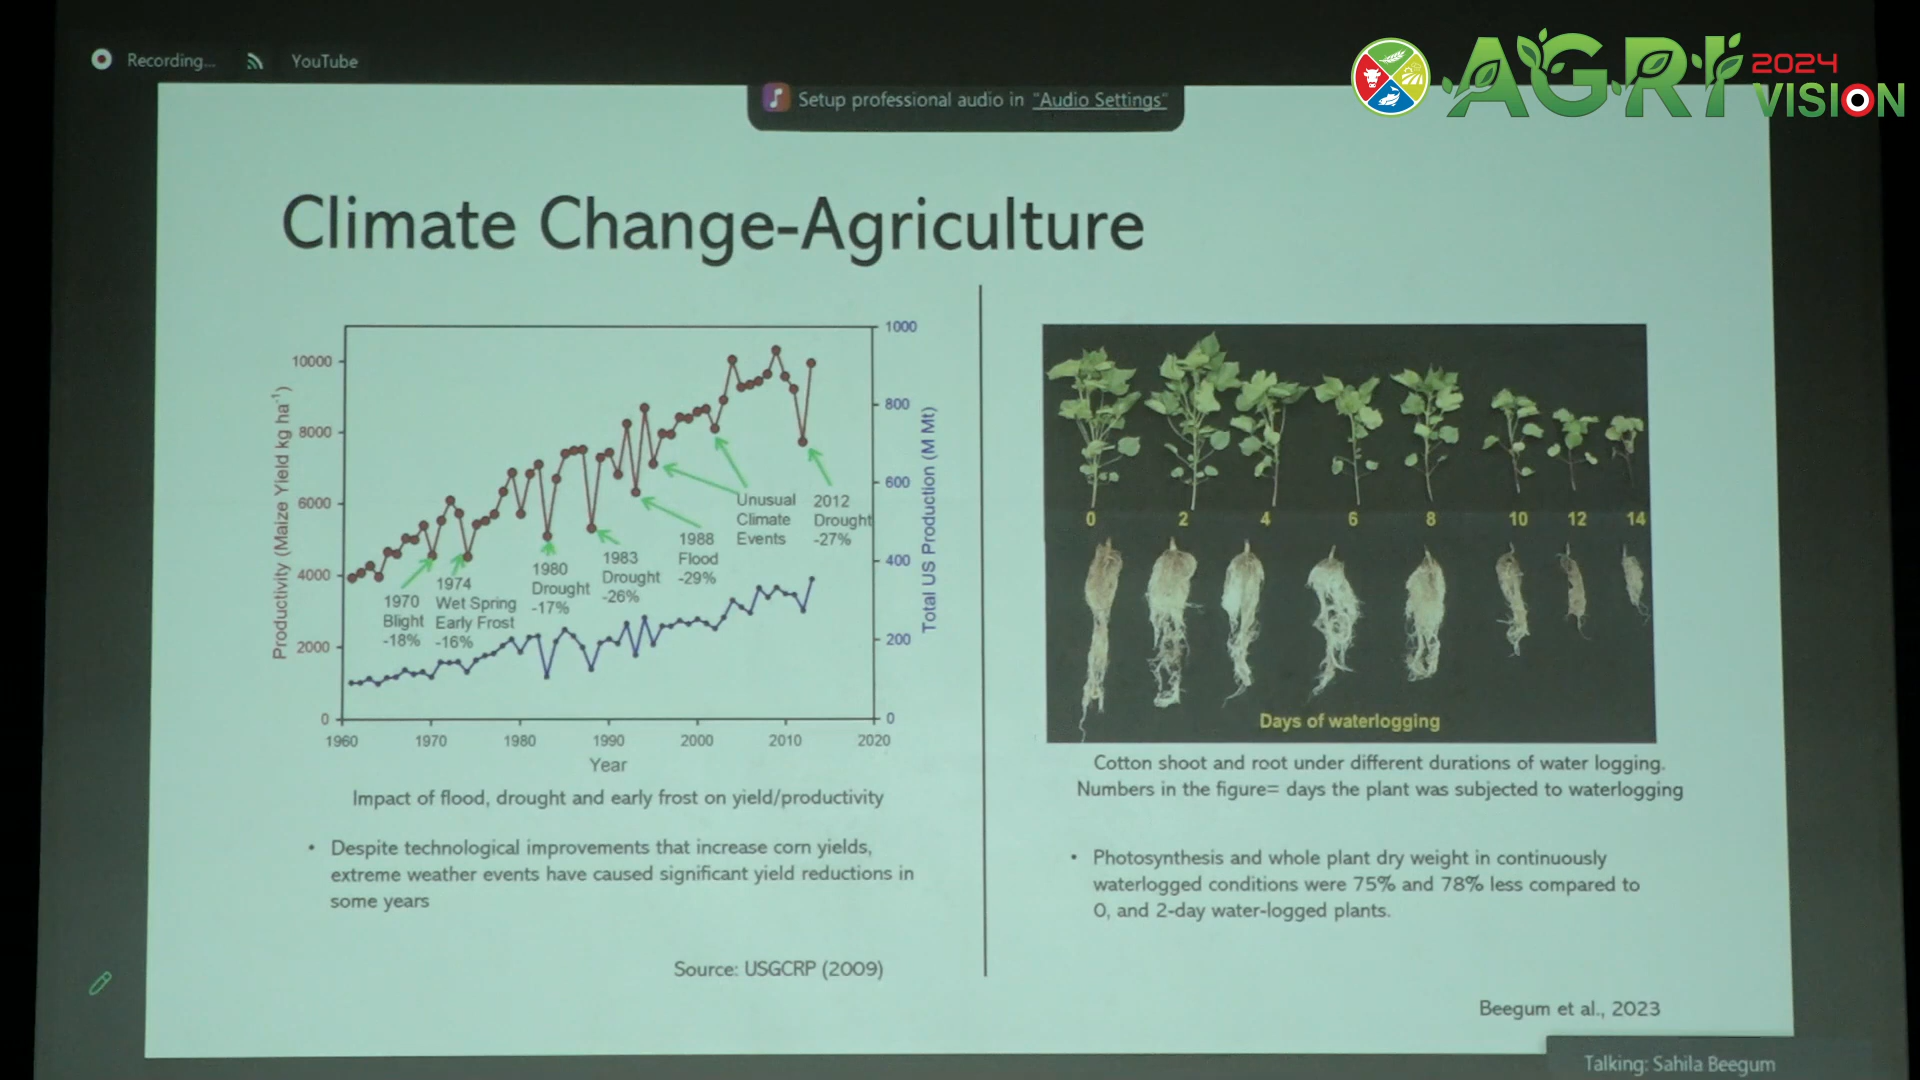 Recording...
YouTube
Setup professional audio in "Audio Settings"
AGRI
2024
VISION
Climate Change-Agriculture
Productivity (Maize Yield kg ha-1)
10000
8000
6000
4000
2000
0
1970
Blight
-18%
1974
Wet Spring
Early Frost
-16%
1980
Drought
-17%
1983
Drought
-26%
1988
Flood
-29%
Unusual
Climate
Events
2012
Drought
-27%
1000
800
600
400
200
0
Total US Production (M Mt)
1960 1970 1980 1990 2000 2010 2020
Year
Impact of flood, drought and early frost on yield/productivity
• Despite technological improvements that increase corn yields,
extreme weather events have caused significant yield reductions in
some years
Source: USGCRP (2009)
0 2 4 6 8 10 12 14
Days of waterlogging
Cotton shoot and root under different durations of water logging.
Numbers in the figure= days the plant was subjected to waterlogging
• Photosynthesis and whole plant dry weight in continuously
waterlogged conditions were 75% and 78% less compared to
0, and 2-day water-logged plants.
Beegum et al., 2023
Talking: Sahila Beegum